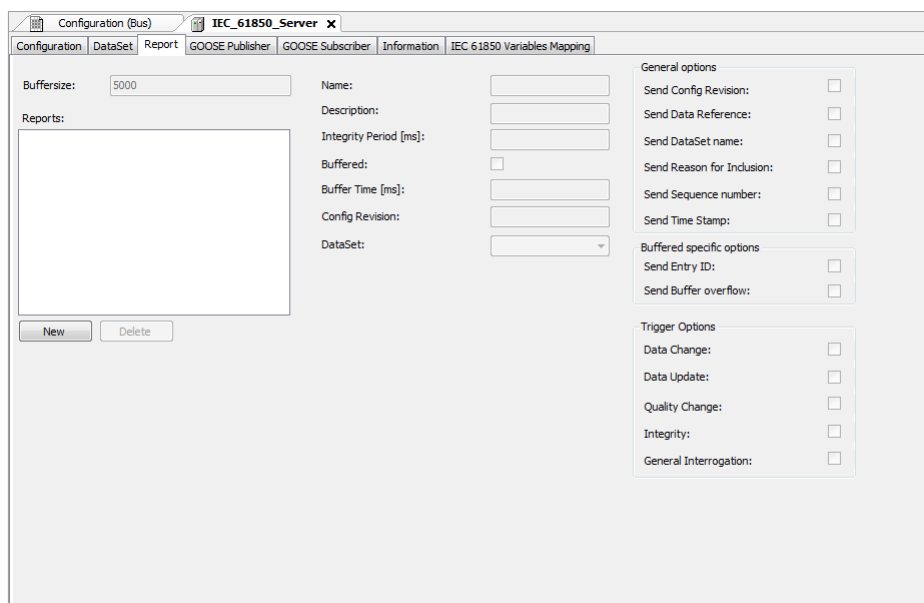 Configuration (Bus)
IEC_61850_Server x
Configuration DataSet Report GOOSE Publisher GOOSE Subscriber Information IEC 61850 Variables Mapping
Buffersize: 5000
Reports:
New Delete
Name:
Description:
Integrity Period [ms]:
Buffered:
Buffer Time [ms]:
Config Revision:
DataSet:
General options
Send Config Revision:
Send Data Reference:
Send DataSet name:
Send Reason for Inclusion:
Send Sequence number:
Send Time Stamp:
Buffered specific options
Send Entry ID:
Send Buffer overflow:
Trigger Options
Data Change:
Data Update:
Quality Change:
Integrity:
General Interrogation: